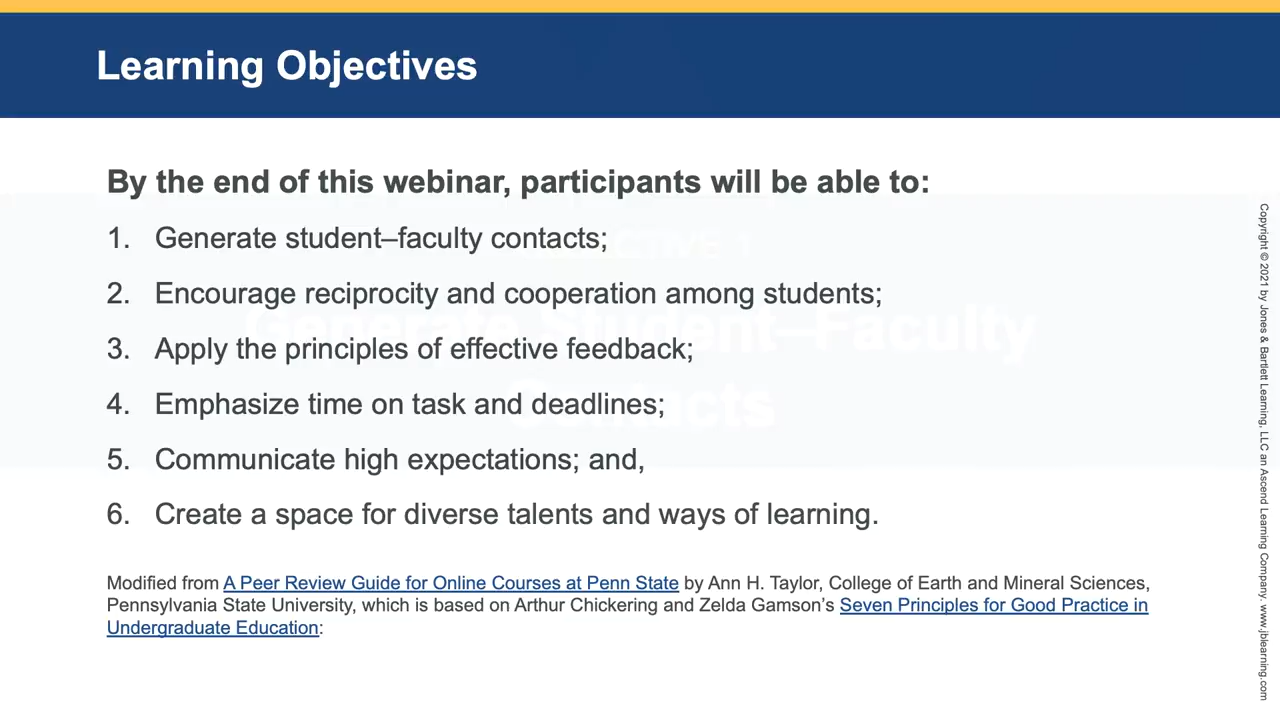 Learning Objectives
By the end of this webinar, participants will be able to:
1. Generate student–faculty contacts;
2. Encourage reciprocity and cooperation among students;
3. Apply the principles of effective feedback;
4. Emphasize time on task and deadlines;
5. Communicate high expectations; and,
6. Create a space for diverse talents and ways of learning.
Modified from A Peer Review Guide for Online Courses at Penn State by Ann H. Taylor, College of Earth and Mineral Sciences,
Pennsylvania State University, which is based on Arthur Chickering and Zelda Gamson’s Seven Principles for Good Practice in
Undergraduate Education:
Copyright © 2021 by Jones & Bartlett Learning, LLC an Ascend Learning Company. www.jblearning.com